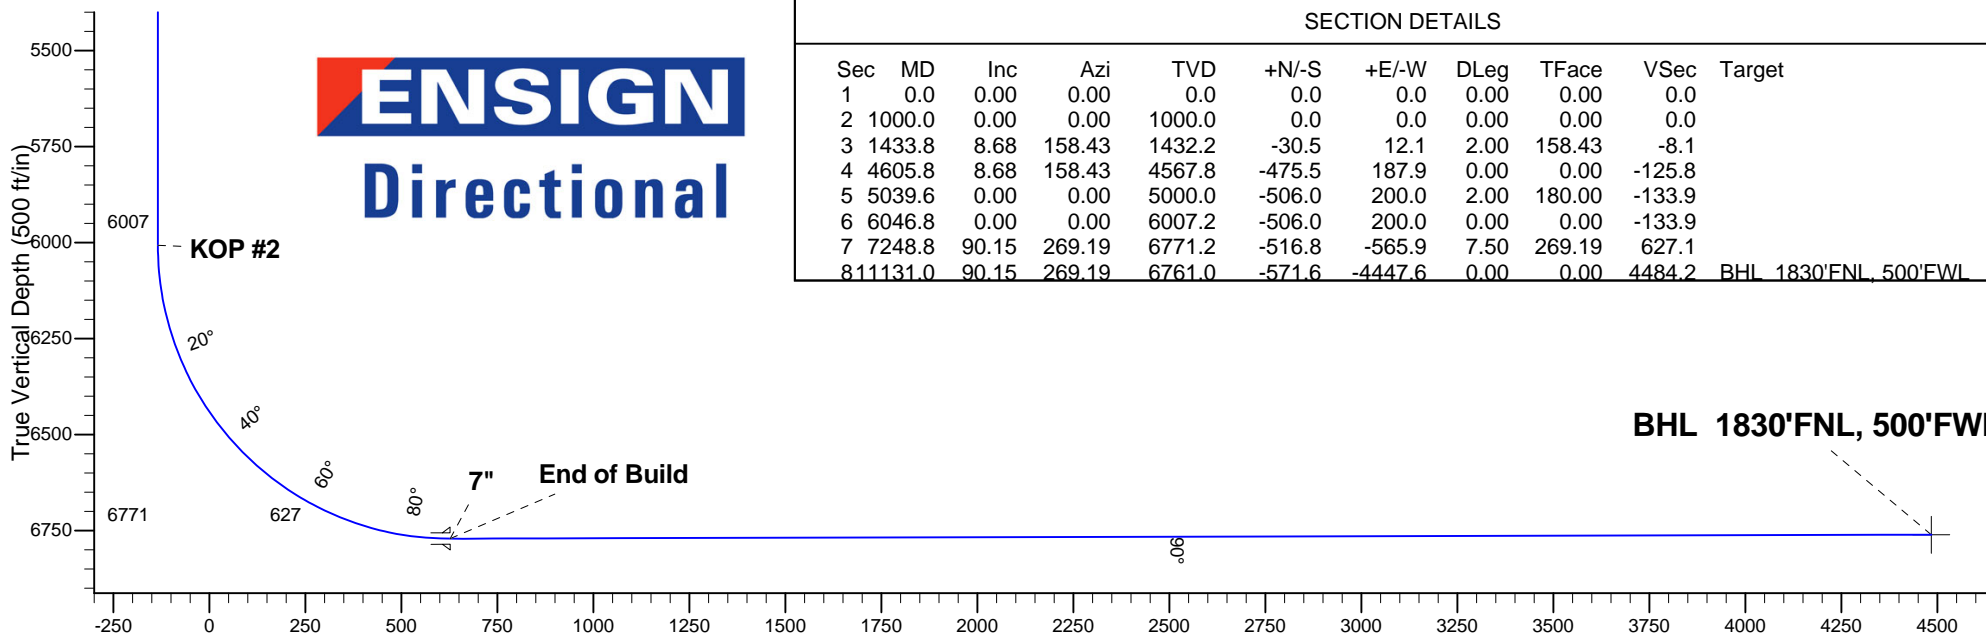 SECTION DETAILS
Sec MD Inc Azi TVD +N/-S +E/-W DLeg TFace VSec Target
1 0.0 0.00 0.00 0.0 0.0 0.0 0.00 0.00 0.0
2 1000.0 0.00 0.00 1000.0 0.0 0.0 0.00 0.00 0.0
3 1433.8 8.68 158.43 1432.2 -30.5 12.1 2.00 158.43 -8.1
4 4605.8 8.68 158.43 4567.8 -475.5 187.9 0.00 0.00 -125.8
5 5039.6 0.00 0.00 5000.0 -506.0 200.0 2.00 180.00 -133.9
6 6046.8 0.00 0.00 6007.2 -506.0 200.0 0.00 0.00 -133.9
7 7248.8 90.15 269.19 6771.2 -516.8 -565.9 7.50 269.19 627.1
8 11131.0 90.15 269.19 6761.0 -571.6 -4447.6 0.00 0.00 4484.2 BHL 1830'FNL, 500'FWL
ENSIGN
Directional
True Vertical Depth (500 ft/in)
5500
5750
6000
6250
6500
6750
6007
KOP #2
20°
40°
60°
80°
90°
6771
627
7"
End of Build
BHL 1830'FNL, 500'FWL
-250 0 250 500 750 1000 1250 1500 1750 2000 2250 2500 2750 3000 3250 3500 3750 4000 4250 4500